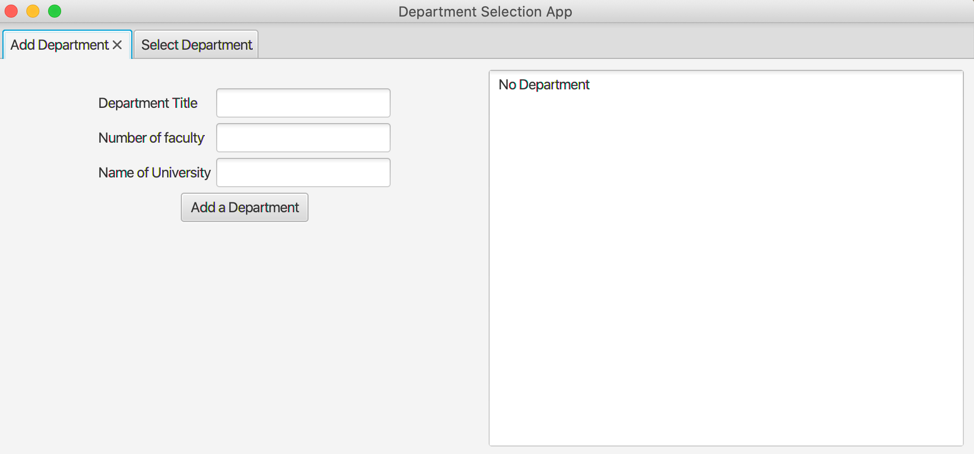 Department Selection App
Add Department
Select Department
Department Title
Number of faculty
Name of University
Add a Department
No Department